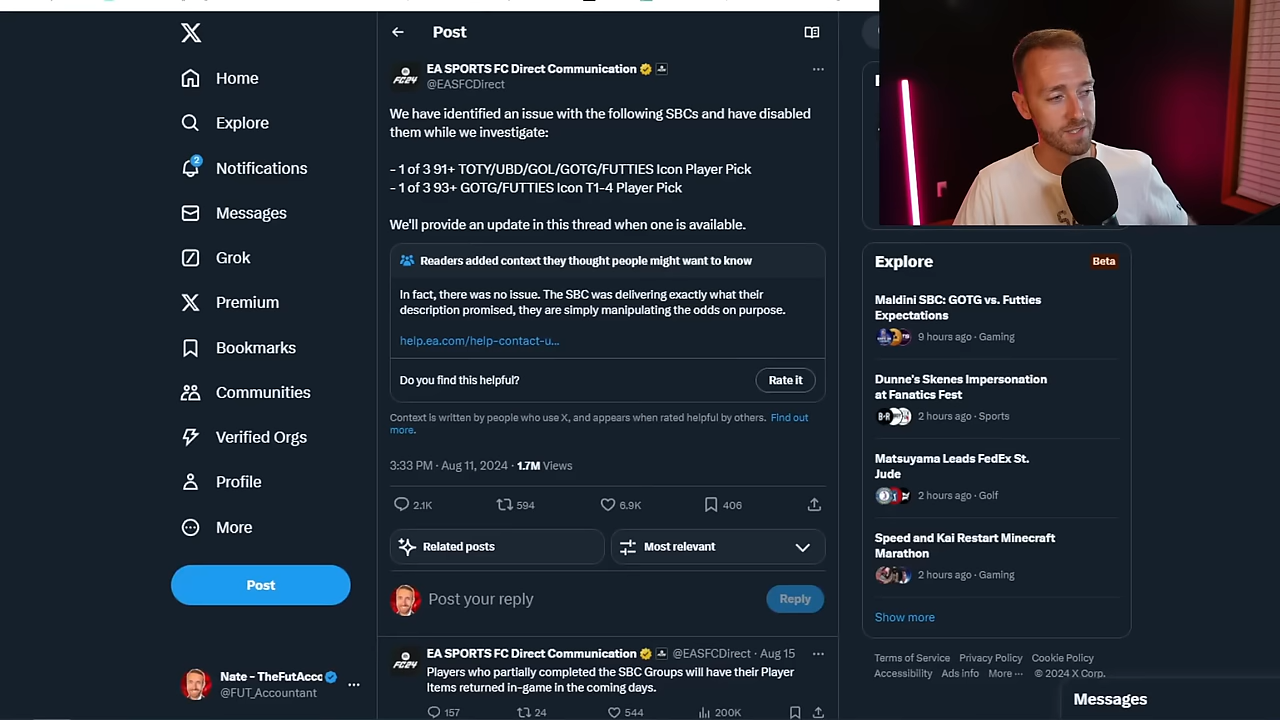 Home
Explore
Notifications
2
Messages
Grok
Premium
Bookmarks
Communities
Verified Orgs
Profile
More
Post
Nate - TheFutAcco
@FUT_Accountant
Post
EA SPORTS FC Direct Communication
@EASFCDirect
We have identified an issue with the following SBCs and have disabled
them while we investigate:
- 1 of 3 91+ TOTY/UBD/GOL/GOTG/FUTTIES Icon Player Pick
- 1 of 3 93+ GOTG/FUTTIES Icon T1-4 Player Pick
We'll provide an update in this thread when one is available.
Readers added context they thought people might want to know
In fact, there was no issue. The SBC was delivering exactly what their
description promised, they are simply manipulating the odds on purpose.
help.ea.com/help-contact-u...
Do you find this helpful?
Rate it
Context is written by people who use X, and appears when rated helpful by others. Find out
more.
3:33 PM · Aug 11, 2024 · 1.7M Views
2.1K 594 6.9K 406
Related posts
Most relevant
Post your reply
Reply
EA SPORTS FC Direct Communication @EASFCDirect · Aug 15
Players who partially completed the SBC Groups will have their Player
Items returned in-game in the coming days.
157 24 544 200K
Explore
Beta
Maldini SBC: GOTG vs. Futties
Expectations
9 hours ago · Gaming
Dunne's Skenes Impersonation
at Fanatics Fest
2 hours ago · Sports
Matsuyama Leads FedEx St.
Jude
2 hours ago · Golf
Speed and Kai Restart Minecraft
Marathon
2 hours ago · Gaming
Show more
Terms of Service Privacy Policy Cookie Policy
Accessibility Ads info More ··· © 2024 X Corp.
Messages